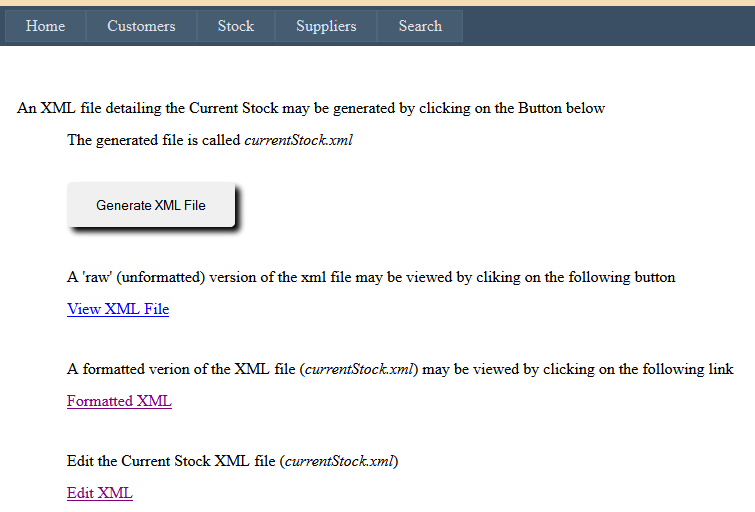 Home Customers Stock Suppliers Search
An XML file detailing the Current Stock may be generated by clicking on the Button below
The generated file is called currentStock.xml
Generate XML File
A 'raw' (unformatted) version of the xml file may be viewed by cliking on the following button
View XML File
A formatted verion of the XML file (currentStock.xml) may be viewed by clicking on the following link
Formatted XML
Edit the Current Stock XML file (currentStock.xml)
Edit XML